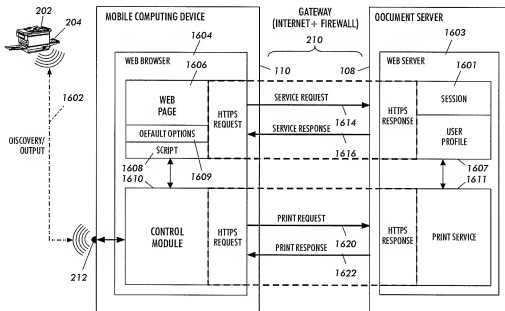 202
204
1602
DISCOVERY/
OUTPUT
212
MOBILE COMPUTING DEVICE
1604
WEB BROWSER
1606
WEB
PAGE
DEFAULT OPTIONS
SCRIPT
1608
1609
1610
CONTROL
MODULE
HTTPS
REQUEST
HTTPS
REQUEST
110
GATEWAY
(INTERNET + FIREWALL)
210
108
SERVICE REQUEST
1614
SERVICE RESPONSE
1616
PRINT REQUEST
1620
PRINT RESPONSE
1622
DOCUMENT SERVER
1603
WEB SERVER
1601
HTTPS
RESPONSE
SESSION
USER
PROFILE
1607
1611
HTTPS
RESPONSE
PRINT SERVICE